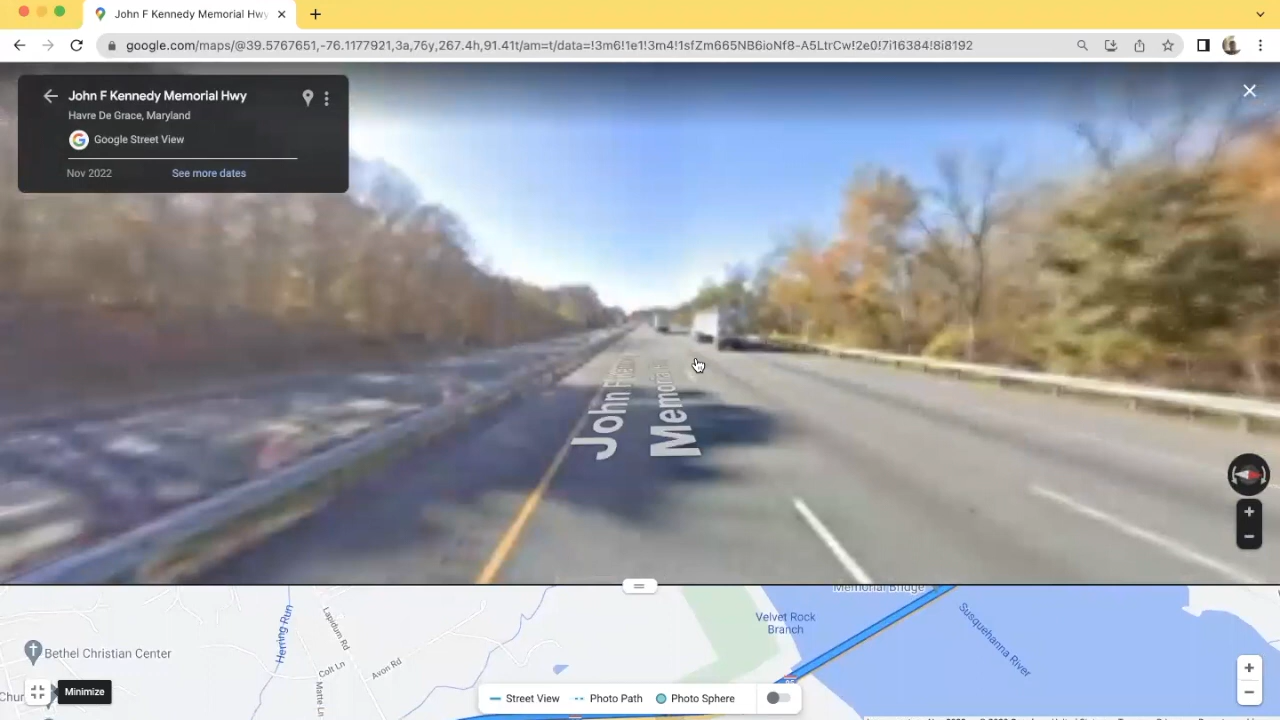 John F Kennedy Memorial Hwy
google.com/maps/@39.5767651,-76.1177921,3a,76y,267.4h,91.41t/am=t/data=!3m6!1e1!3m4!1sfZm665NB6ioNf8-A5LtrCw!2e0!7i16384!8i8192
John F Kennedy Memorial Hwy
Havre De Grace, Maryland
Google Street View
Nov 2022
See more dates
John
Memorial
Memorial Bridge
Velvet Rock
Branch
Susquehanna River
Herring Run
Lapidum Rd
Colt Ln
Avon Rd
Matte Ln
Bethel Christian Center
Minimize
Street View
Photo Path
Photo Sphere